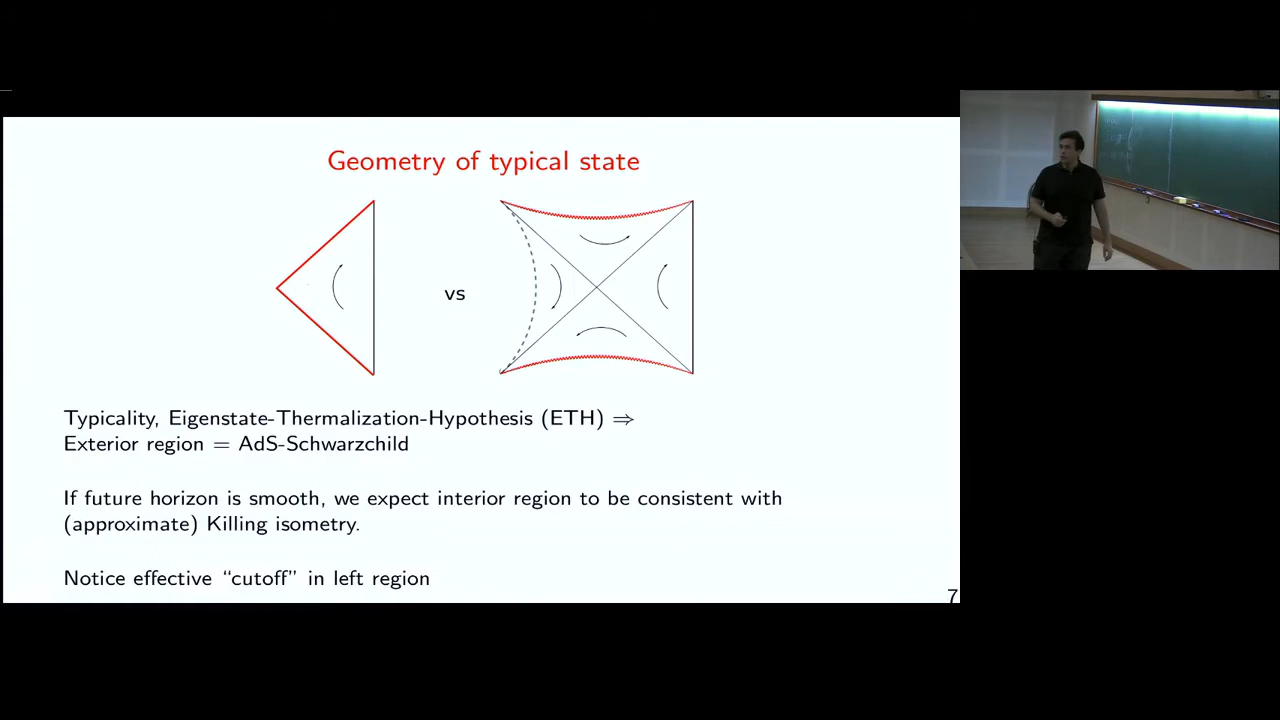 Geometry of typical state
vs
Typicality, Eigenstate-Thermalization-Hypothesis (ETH) ⇒
Exterior region = AdS-Schwarzchild
If future horizon is smooth, we expect interior region to be consistent with
(approximate) Killing isometry.
Notice effective “cutoff” in left region
7